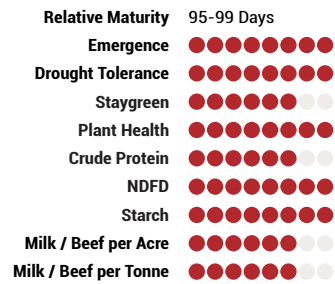 Relative Maturity 95-99 Days
Emergence
Drought Tolerance
Staygreen
Plant Health
Crude Protein
NDFD
Starch
Milk / Beef per Acre
Milk / Beef per Tonne